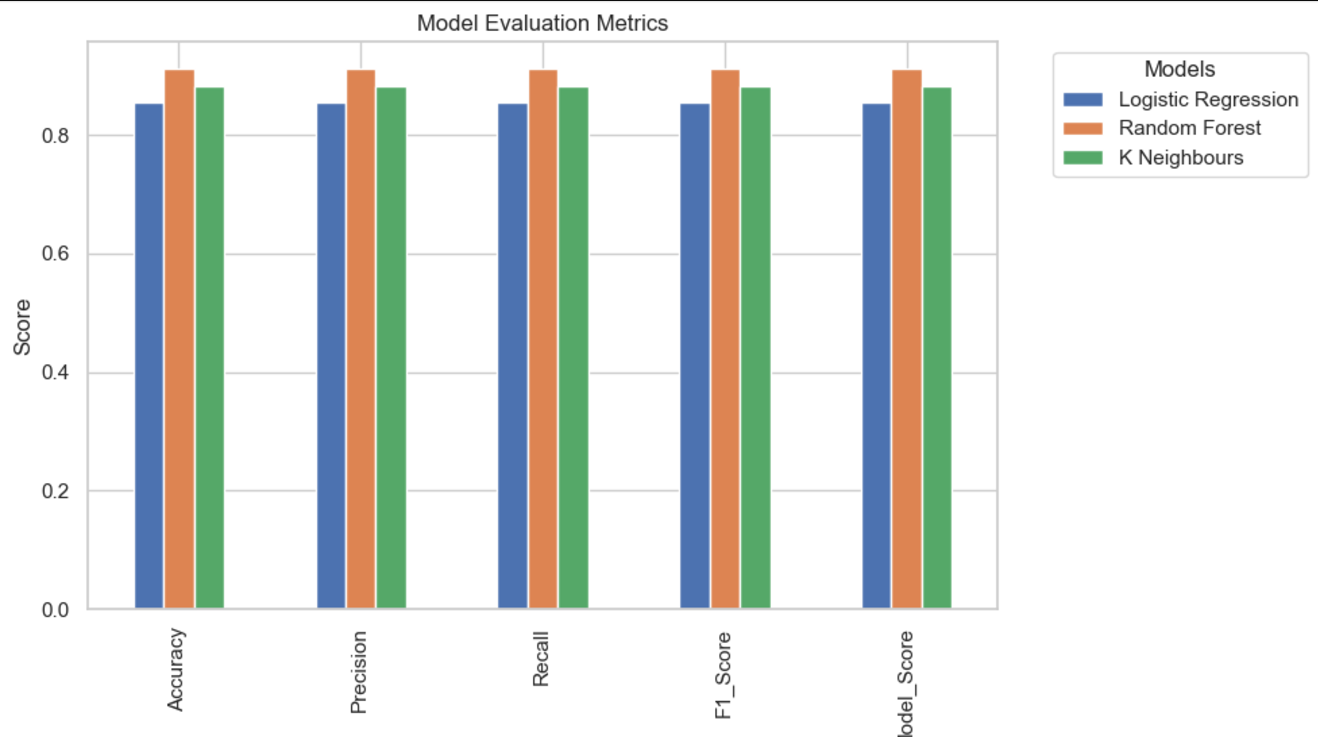 Model Evaluation Metrics
Models
Logistic Regression
Random Forest
K Neighbours
Score
0.8
0.6
0.4
0.2
0.0
Accuracy
Precision
Recall
F1_Score
odel_Score